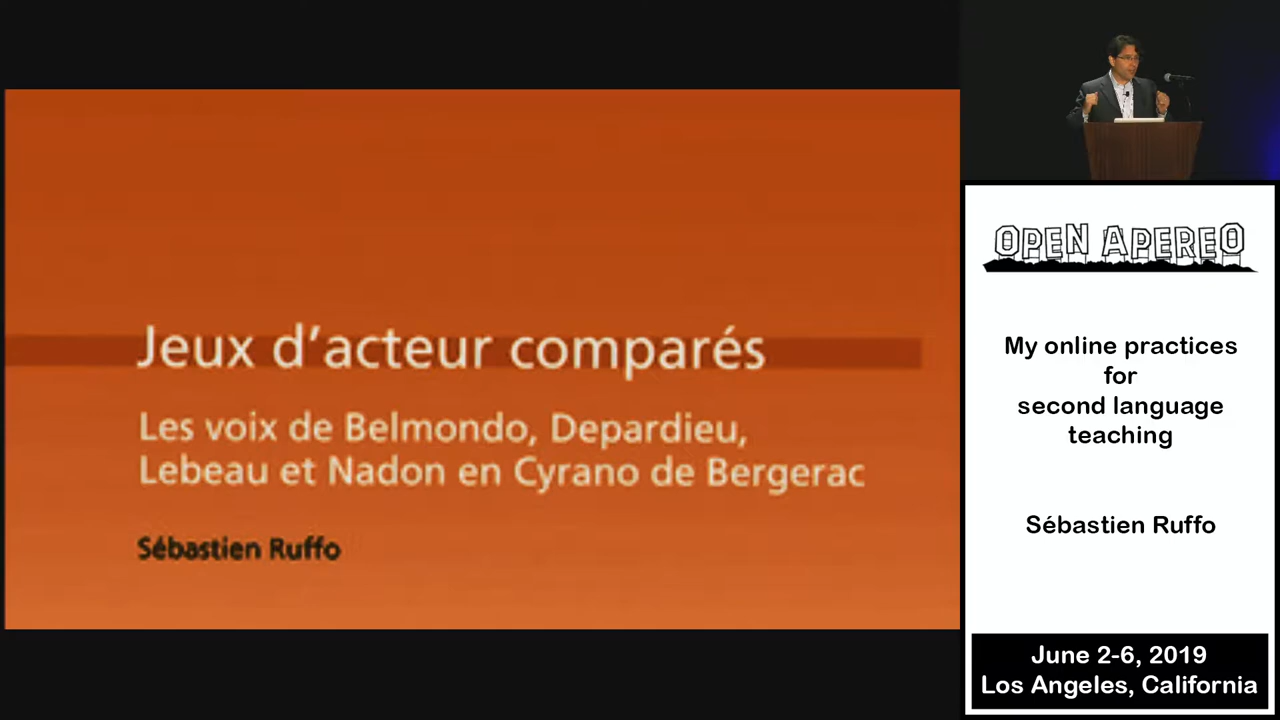 Jeux d'acteur comparés
Les voix de Belmondo, Depardieu,
Lebeau et Nadon en Cyrano de Bergerac
Sébastien Ruffo
OPEN APEREO
My online practices
for
second language
teaching
Sébastien Ruffo
June 2-6, 2019
Los Angeles, California